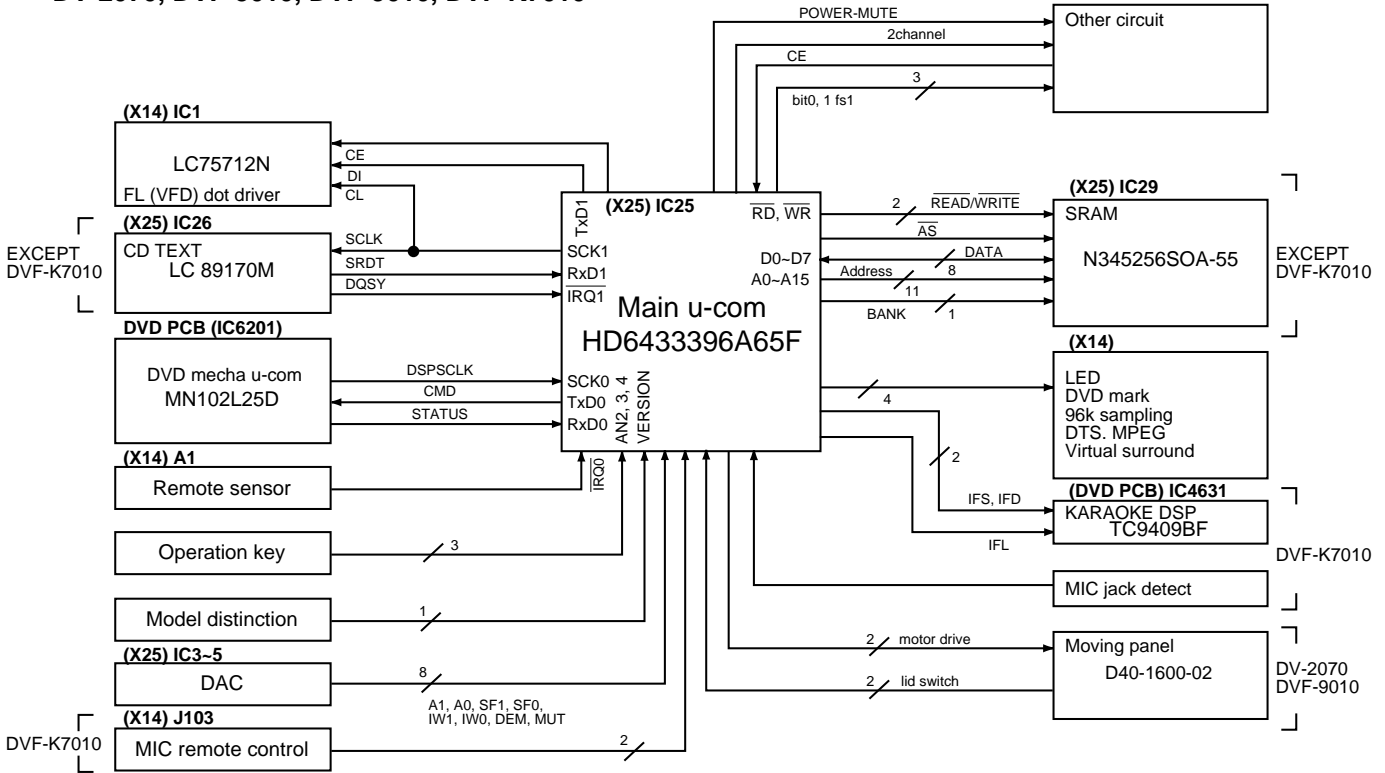 POWER-MUTE
2channel
CE
3
bit0, 1 fs1
Other circuit
(X14) IC1
LC75712N
FL (VFD) dot driver
CE
DI
CL
EXCEPT
DVF-K7010
(X25) IC26
CD TEXT
LC 89170M
SCLK
SRDT
DQSY
DVD PCB (IC6201)
DVD mecha u-com
MN102L25D
DSPSCLK
CMD
STATUS
(X14) A1
Remote sensor
Operation key
3
Model distinction
1
(X25) IC3~5
DAC
8
A1, A0, SF1, SF0,
IW1, IW0, DEM, MUT
DVF-K7010
(X14) J103
MIC remote control
2
(X25) IC25
TxD1
SCK1
RxD1
IRQ1
Main u-com
HD6433396A65F
SCK0
TxD0
RxD0
AN2, 3, 4
VERSION
IRQ0
RD, WR
D0~D7
A0~A15
2
READ/WRITE
AS
DATA
8
Address
11
BANK
1
(X25) IC29
SRAM
N345256SOA-55
EXCEPT
DVF-K7010
4
(X14)
LED
DVD mark
96k sampling
DTS. MPEG
Virtual surround
2
IFS, IFD
IFL
(DVD PCB) IC4631
KARAOKE DSP
TC9409BF
DVF-K7010
MIC jack detect
2
motor drive
2
lid switch
Moving panel
D40-1600-02
DV-2070
DVF-9010